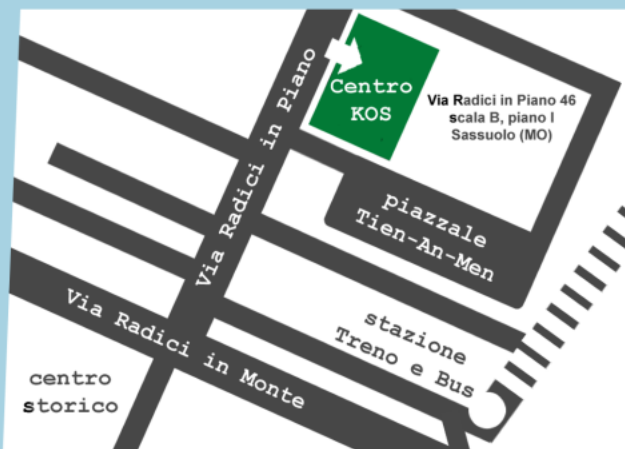 Centro
KOS
Via Radici in Piano 46
scala B, piano I
Sassuolo (MO)
Via Radici in Piano
piazzale
Tien-An-Men
stazione
Treno e Bus
Via Radici in Monte
centro
storico